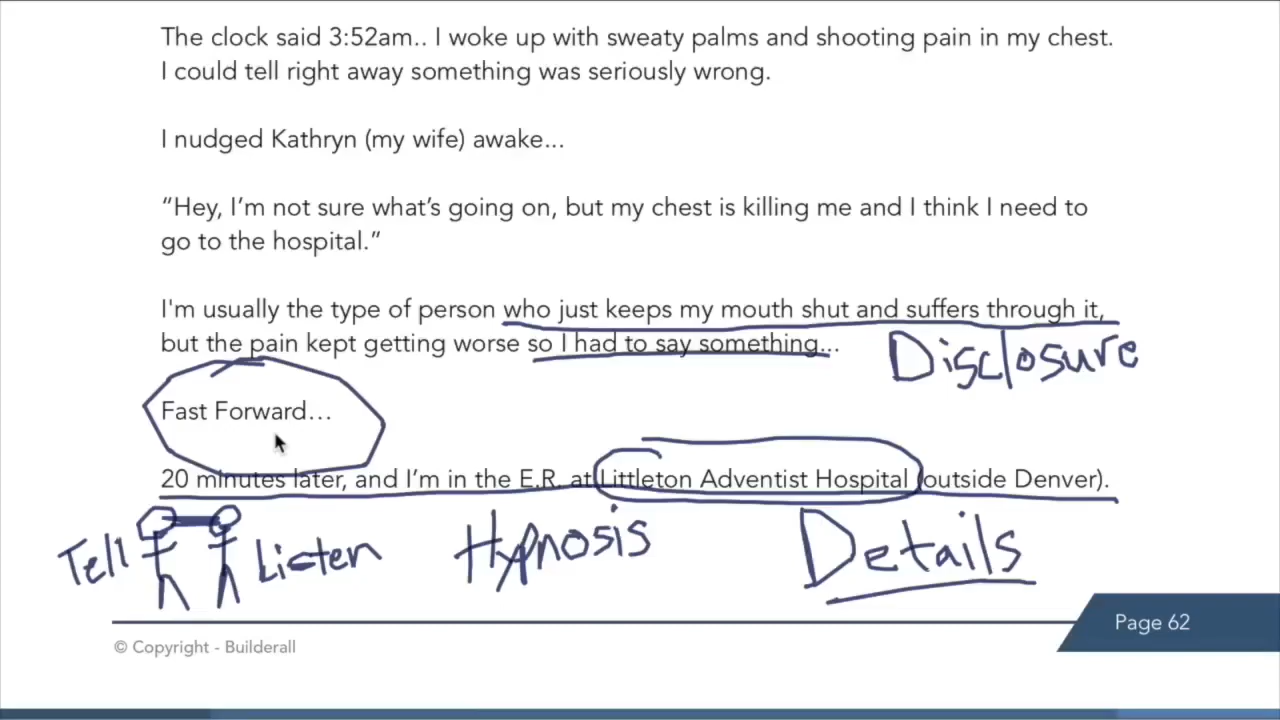 The clock said 3:52am.. I woke up with sweaty palms and shooting pain in my chest.
I could tell right away something was seriously wrong.
I nudged Kathryn (my wife) awake...
“Hey, I’m not sure what’s going on, but my chest is killing me and I think I need to
go to the hospital.”
I'm usually the type of person who just keeps my mouth shut and suffers through it,
but the pain kept getting worse so I had to say something...
Disclosure
Fast Forward...
20 minutes later, and I’m in the E.R. at Littleton Adventist Hospital (outside Denver).
Tell Listen Hypnosis Details
Page 62
© Copyright - Builderall